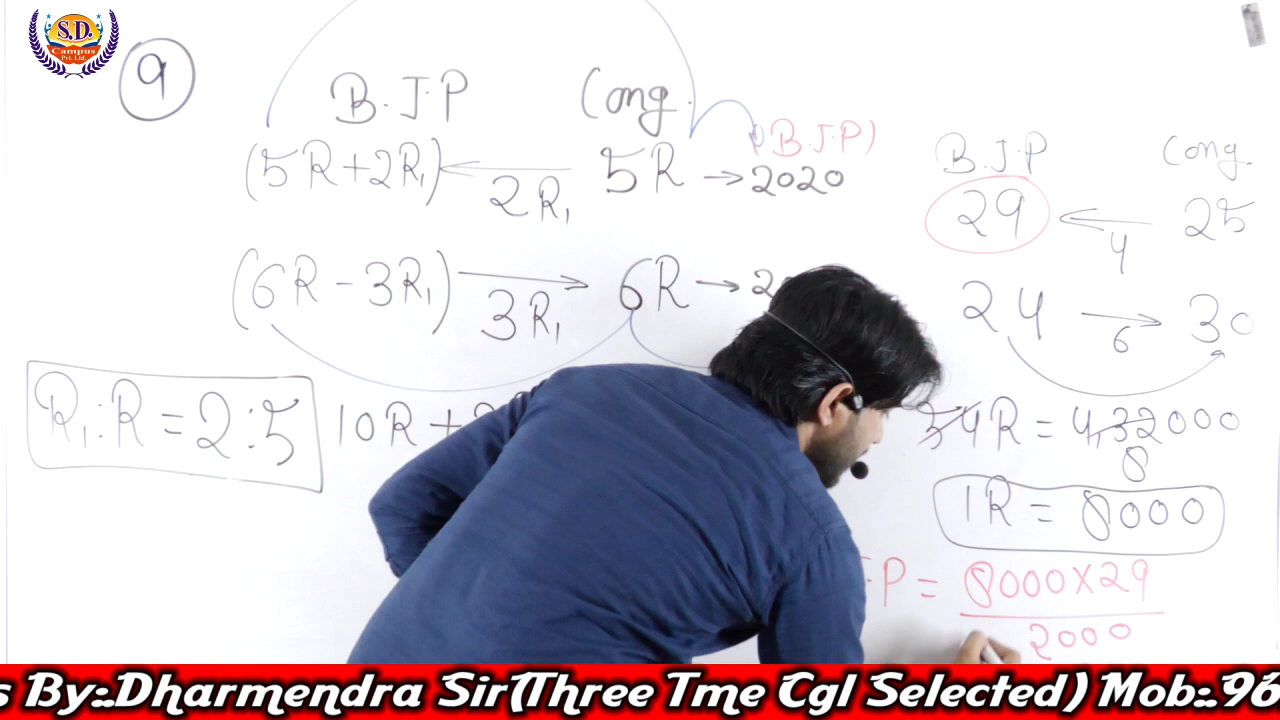 S.D.
Campus
Pvt. Ltd.
9
B.J.P Cong.
(B.J.P)
(5R+2R₁) ← 2R₁ 5R → 2020
(6R - 3R₁) → 3R₁ 6R →
R₁:R = 2:5
10R +
B.J.P Cong.
29 ← 4 25
24 → 6 30
54R = 4,32000
8
1R = 8000
P = 8000 X 29
2000
By:.Dharmendra Sir(Three Tme Cgl Selected) Mob:.96